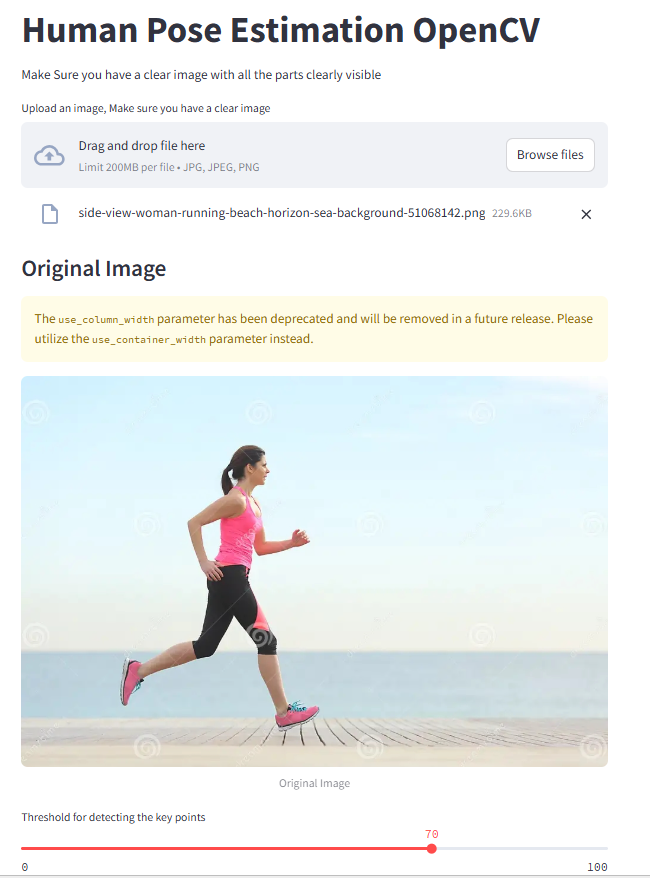 Human Pose Estimation OpenCV
Make Sure you have a clear image with all the parts clearly visible
Upload an image, Make sure you have a clear image
Drag and drop file here
Limit 200MB per file • JPG, JPEG, PNG
Browse files
side-view-woman-running-beach-horizon-sea-background-51068142.png 229.6KB
Original Image
The use_column_width parameter has been deprecated and will be removed in a future release. Please
utilize the use_container_width parameter instead.
Original Image
Threshold for detecting the key points
70
0 100